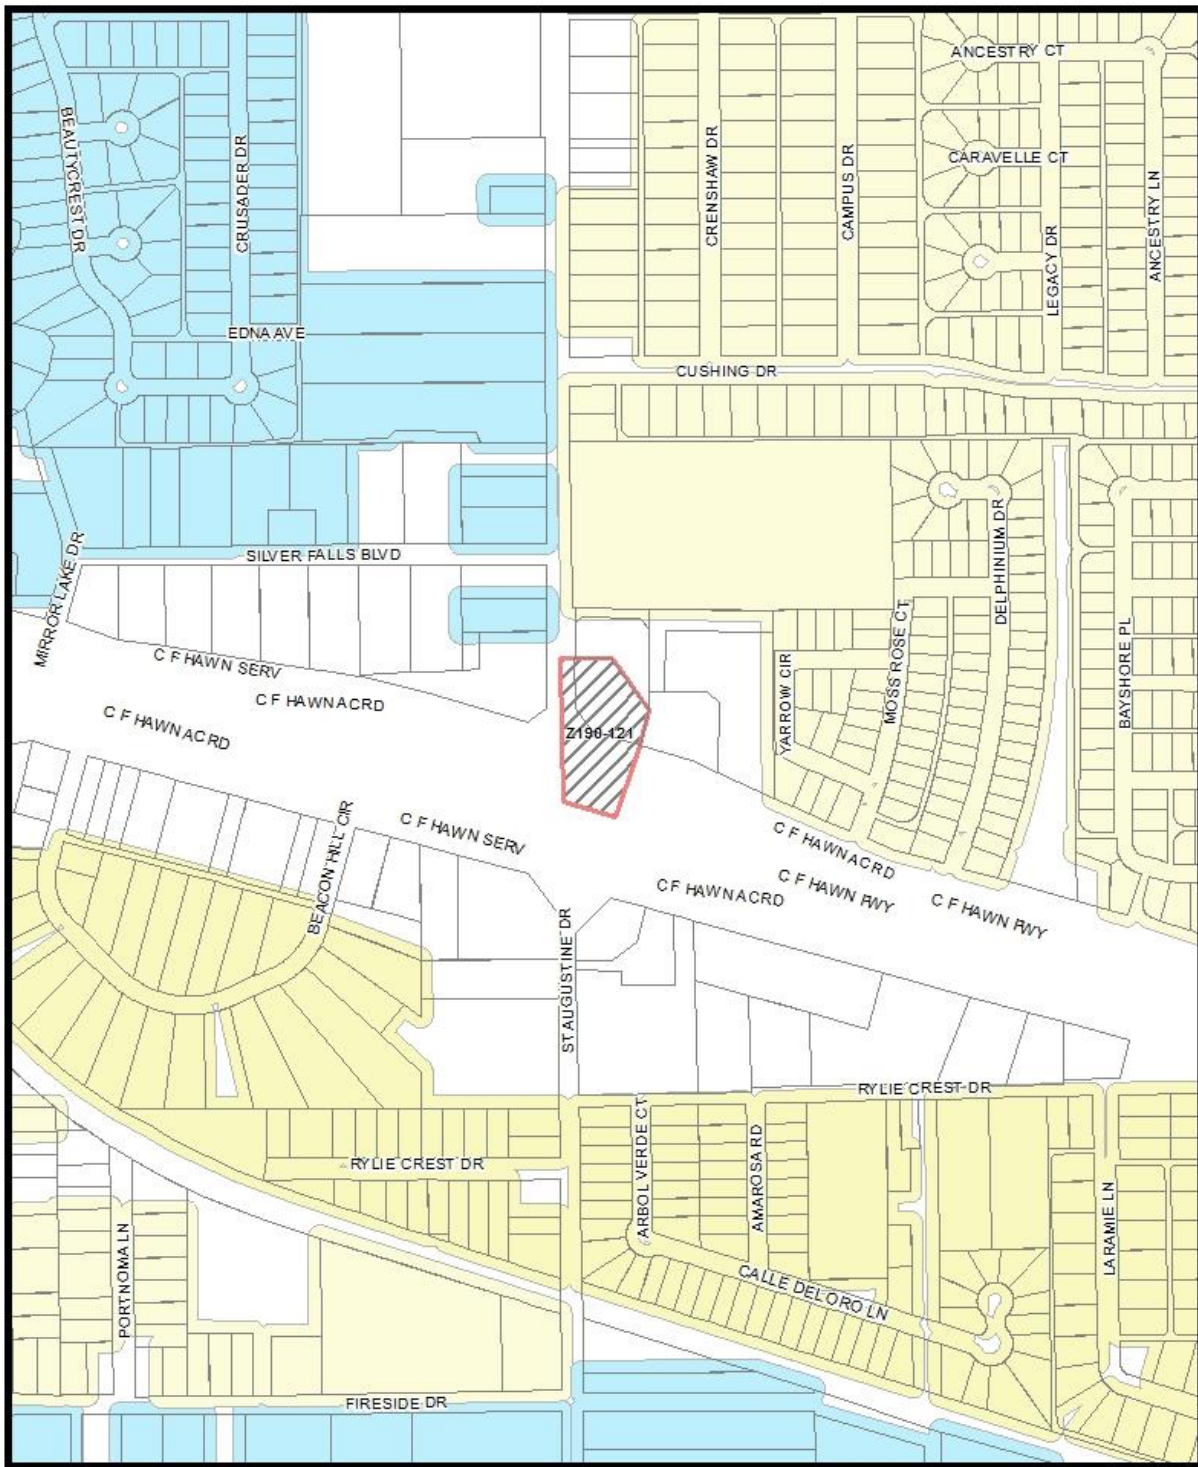 ANCESTRY CT
BEAUTYCREST DR
CRUSADER DR
CRENSHAW DR
CAMPUS DR
CARAVELLE CT
LEGACY DR
ANCESTRY LN
EDNA AVE
CUSHING DR
SILVER FALLS BLVD
MIRROR LAKE DR
DELPHINIUM DR
MOSS ROSE CT
BAYSHORE PL
YARROW CIR
C F HAWN SERV
C F HAWN ACRD
C F HAWN ACRD
Z190-121
C F HAWN SERV
BEACON HILL CIR
C F HAWN ACRD
C F HAWN ACRD
C F HAWN FWY
C F HAWN FWY
ST AUGUSTINE DR
RYLIE CREST DR
RYLIE CREST DR
ARBOL VERDE CT
AMAROSA RD
LARAMIE LN
PORTNOMA LN
CALLE DEL ORO LN
FIRESIDE DR